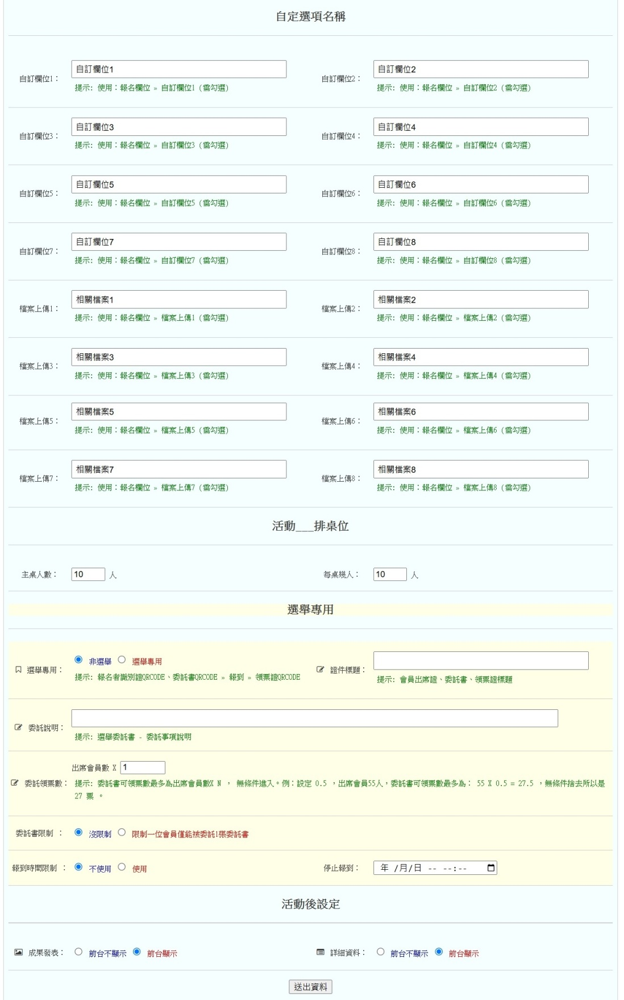 自定選項名稱
自訂欄位1： 自訂欄位1 自訂欄位2： 自訂欄位2
提示: 使用：報名欄位 » 自訂欄位1 (需勾選) 提示: 使用：報名欄位 » 自訂欄位2 (需勾選)
自訂欄位3： 自訂欄位3 自訂欄位4： 自訂欄位4
提示: 使用：報名欄位 » 自訂欄位3 (需勾選) 提示: 使用：報名欄位 » 自訂欄位4 (需勾選)
自訂欄位5： 自訂欄位5 自訂欄位6： 自訂欄位6
提示: 使用：報名欄位 » 自訂欄位5 (需勾選) 提示: 使用：報名欄位 » 自訂欄位6 (需勾選)
自訂欄位7： 自訂欄位7 自訂欄位8： 自訂欄位8
提示: 使用：報名欄位 » 自訂欄位7 (需勾選) 提示: 使用：報名欄位 » 自訂欄位8 (需勾選)
檔案上傳1： 相關檔案1 檔案上傳2： 相關檔案2
提示: 使用：報名欄位 » 檔案上傳1 (需勾選) 提示: 使用：報名欄位 » 檔案上傳2 (需勾選)
檔案上傳3： 相關檔案3 檔案上傳4： 相關檔案4
提示: 使用：報名欄位 » 檔案上傳3 (需勾選) 提示: 使用：報名欄位 » 檔案上傳4 (需勾選)
檔案上傳5： 相關檔案5 檔案上傳6： 相關檔案6
提示: 使用：報名欄位 » 檔案上傳5 (需勾選) 提示: 使用：報名欄位 » 檔案上傳6 (需勾選)
檔案上傳7： 相關檔案7 檔案上傳8： 相關檔案8
提示: 使用：報名欄位 » 檔案上傳7 (需勾選) 提示: 使用：報名欄位 » 檔案上傳8 (需勾選)
活動___排桌位
主桌人數： 10 人 每桌幾人： 10 人
選舉專用
選舉專用： 非選舉 選舉專用 證件標題：
提示: 報名者識別證QRCODE、委託書QRCODE » 報到 » 領票證QRCODE 提示: 會員出席證、委託書、領票證標題
委託說明：
提示: 選舉委託書 - 委託事項說明
出席會員數 X 1
委託領票數： 提示: 委託書可領票數最多為出席會員數X N ， 無條件進入。例：設定 0.5 ，出席會員55人，委託書可領票數最多為： 55 X 0.5 = 27.5 ，無條件捨去所以是
27 票 。
委託書限制 ： 沒限制 限制一位會員僅能被委託1張委託書
報到時間限制 ： 不使用 使用 停止報到： 年 /月/日 -- --:--
活動後設定
成果發表： 前台不顯示 前台顯示 詳細資料： 前台不顯示 前台顯示
送出資料